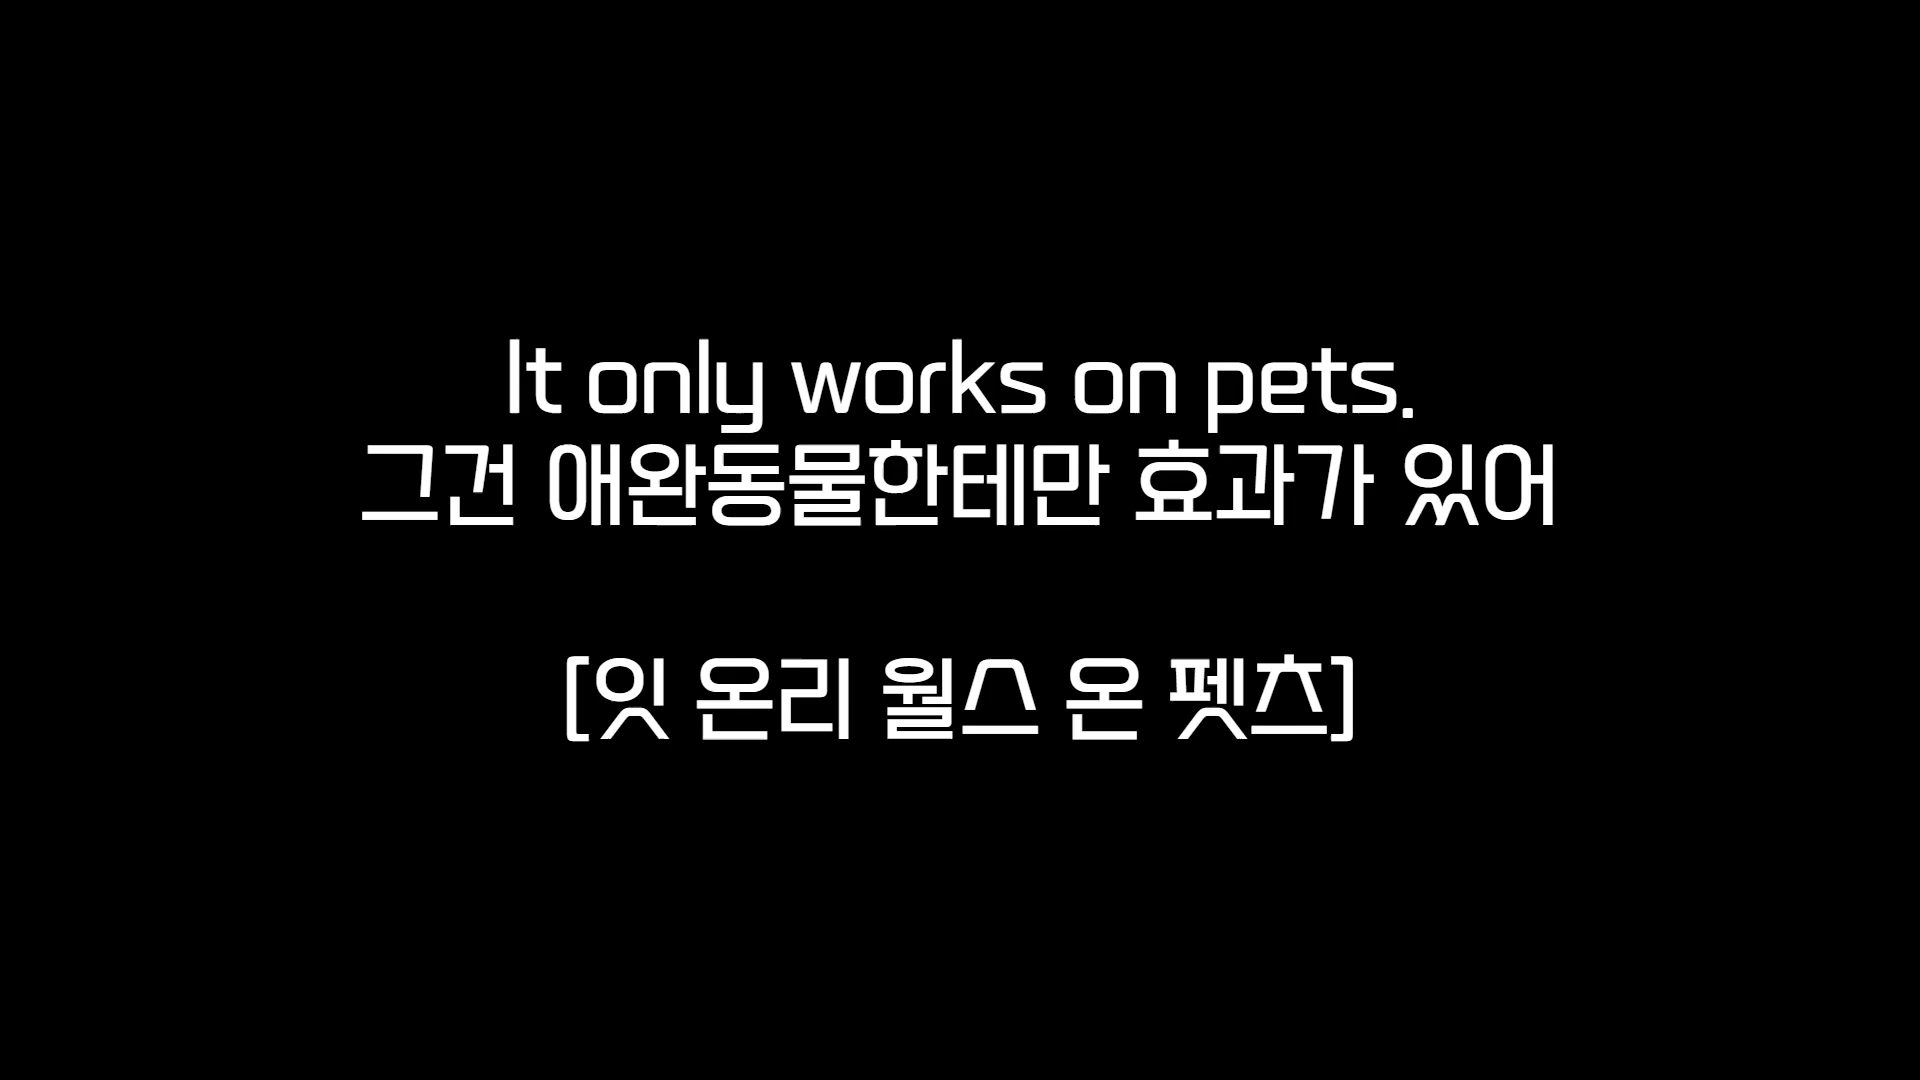 It only works on pets.
그건 애완동물한테만 효과가 있어
[잇 온리 월스 온 펫츠]